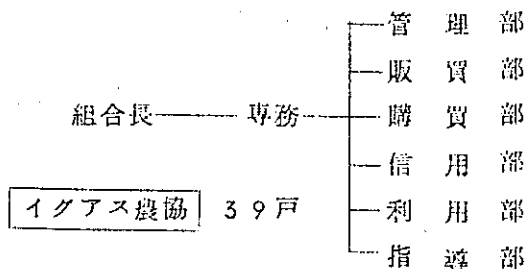 管理部
販買部
組合長 専務 購買部
信用部
イグアス農協 39戸 利用部
指導部